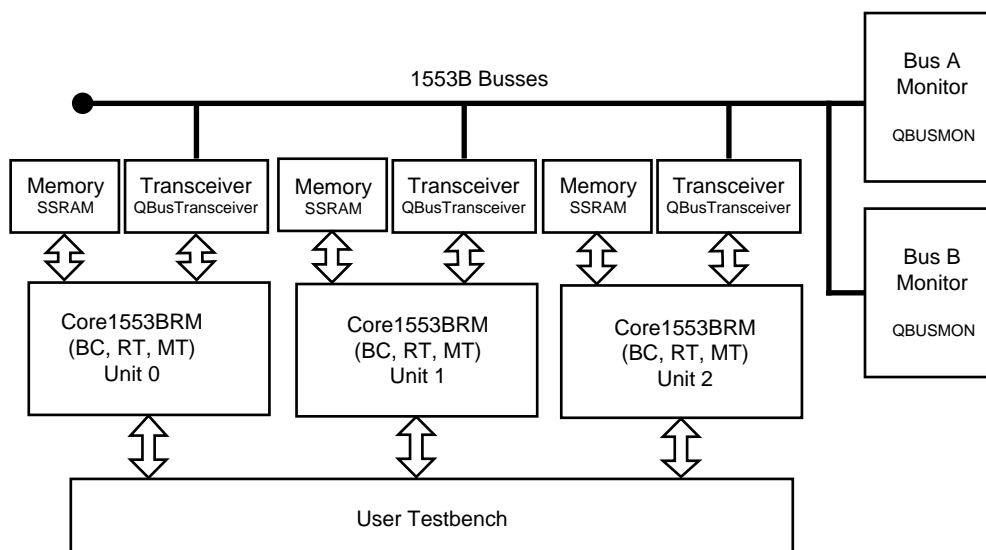 1553B Busses
Bus A
Monitor
QBUSMON
Memory
SSRAM
Transceiver
QBusTransceiver
Memory
SSRAM
Transceiver
QBusTransceiver
Memory
SSRAM
Transceiver
QBusTransceiver
Bus B
Monitor
QBUSMON
Core1553BRM
(BC, RT, MT)
Unit 0
Core1553BRM
(BC, RT, MT)
Unit 1
Core1553BRM
(BC, RT, MT)
Unit 2
User Testbench